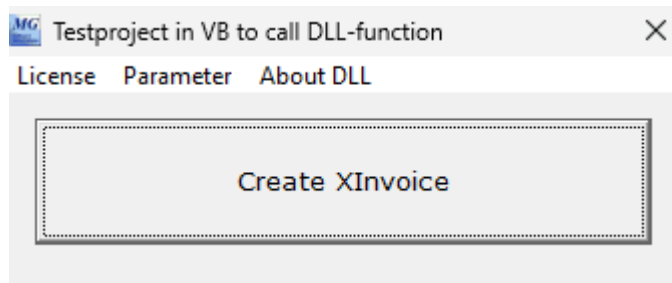 MG Testproject in VB to call DLL-function
License Parameter About DLL
Create XInvoice